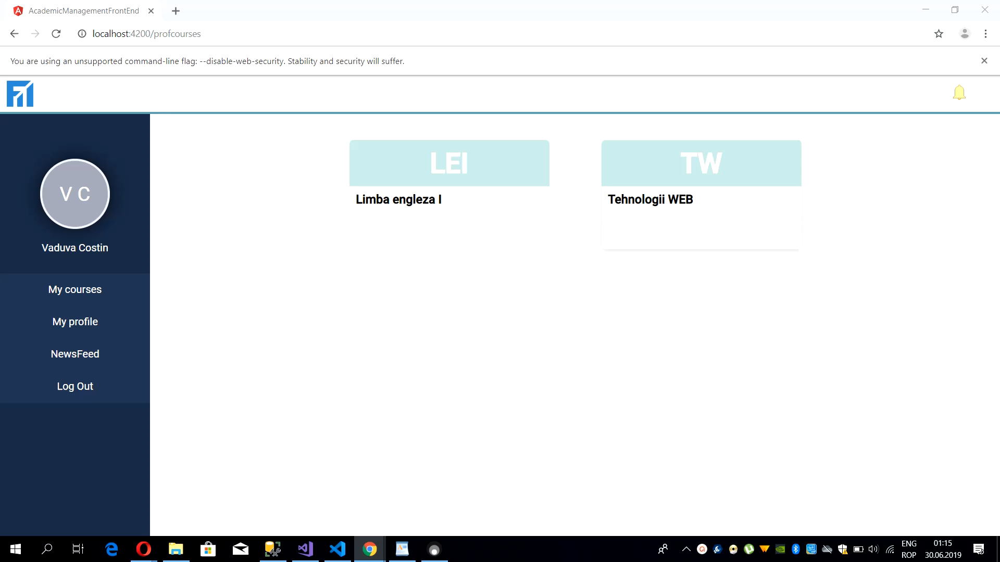 AcademicManagementFrontEnd
localhost:4200/profcourses
You are using an unsupported command-line flag: --disable-web-security. Stability and security will suffer.
V C
Vaduva Costin
My courses
My profile
NewsFeed
Log Out
LEI
Limba engleza I
TW
Tehnologii WEB
ENG
ROP
01:15
30.06.2019